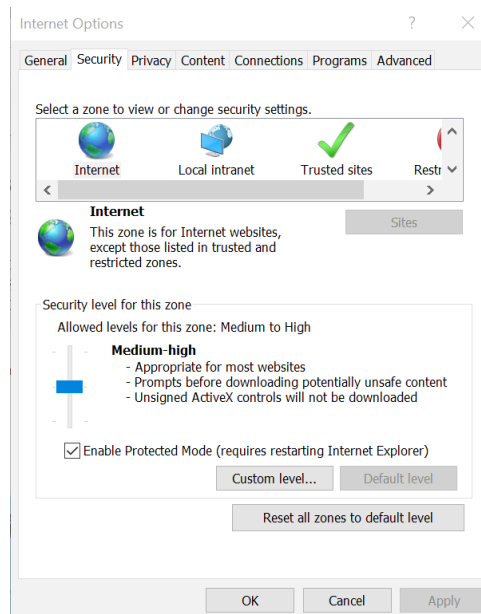 Internet Options
General Security Privacy Content Connections Programs Advanced
Select a zone to view or change security settings.
Internet Local intranet Trusted sites Restr
Internet
This zone is for Internet websites,
except those listed in trusted and
restricted zones.
Sites
Security level for this zone
Allowed levels for this zone: Medium to High
Medium-high
- Appropriate for most websites
- Prompts before downloading potentially unsafe content
- Unsigned ActiveX controls will not be downloaded
Enable Protected Mode (requires restarting Internet Explorer)
Custom level... Default level
Reset all zones to default level
OK Cancel Apply